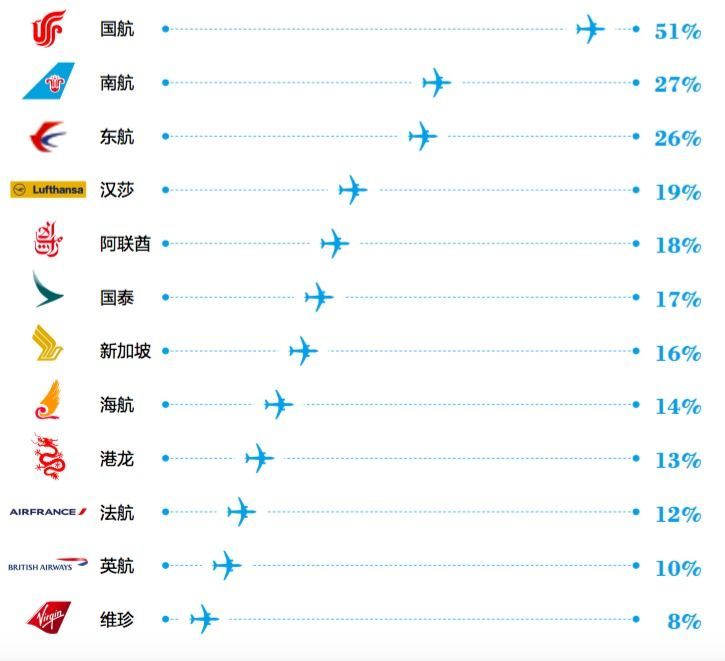 国航 51%
南航 27%
东航 26%
Lufthansa 汉莎 19%
阿联酋 18%
国泰 17%
新加坡 16%
海航 14%
港龙 13%
AIRFRANCE 法航 12%
BRITISH AIRWAYS 英航 10%
Virgin 维珍 8%